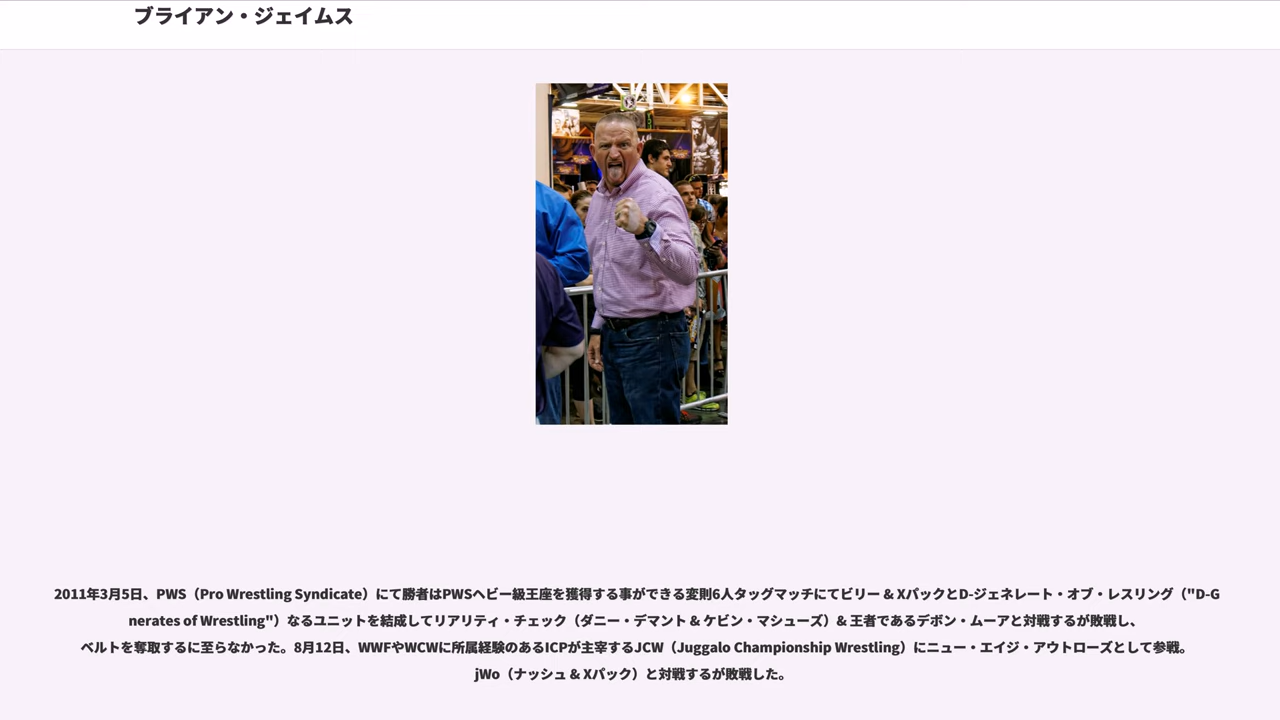 ブライアン・ジェイムス
2011年3月5日、PWS（Pro Wrestling Syndicate）にて勝者はPWSヘビー級王座を獲得する事ができる変則6人タッグマッチにてビリー & XパックとD-ジェネレート・オブ・レスリング（"D-G
nerates of Wrestling"）なるユニットを結成してリアリティ・チェック（ダニー・デマント & ケビン・マシューズ）& 王者であるデボン・ムーアと対戦するが敗戦し、
ベルトを奪取するに至らなかった。8月12日、WWFやWCWに所属経験のあるICPが主宰するJCW（Juggalo Championship Wrestling）にニュー・エイジ・アウトローズとして参戦。
jWo（ナッシュ & Xパック）と対戦するが敗戦した。